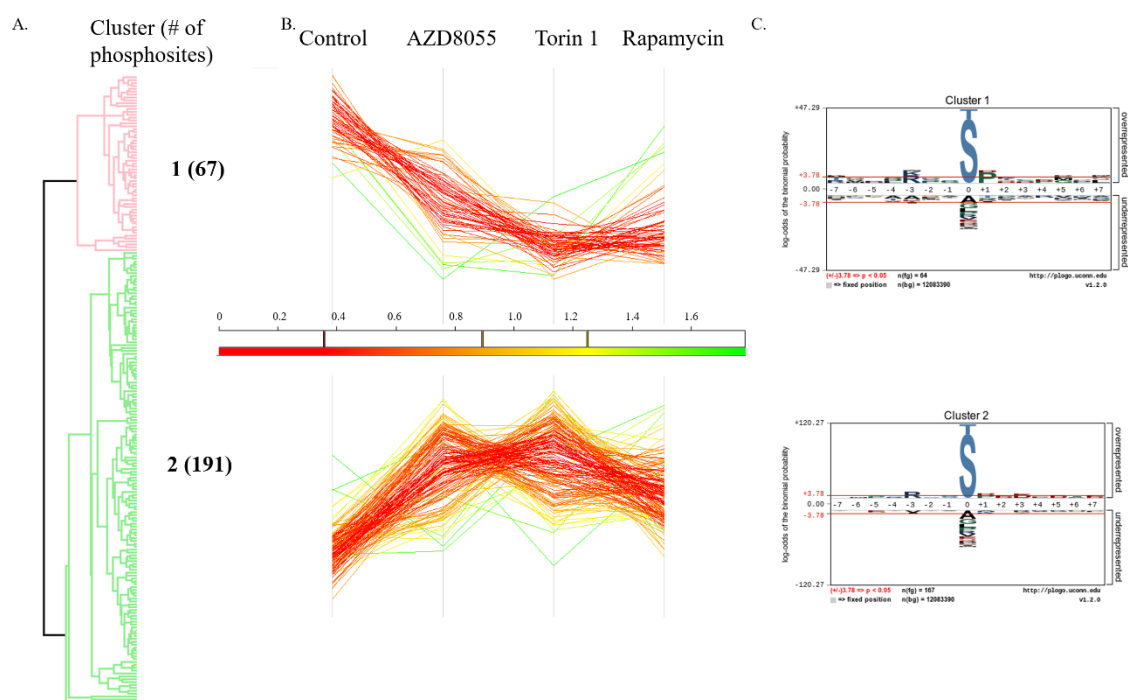 A.
Cluster (# of
phosphosites)
B.
Control
AZD8055
Torin 1
Rapamycin
C.
1 (67)
2 (191)
0
0.2
0.4
0.6
0.8
1.0
1.2
1.4
1.6
Cluster 1
+47.29
+3.78
0.00
-3.78
-47.29
log-odds of the binomial probability
-7 -6 -5 -4 -3 -2 -1 0 +1 +2 +3 +4 +5 +6 +7
overrepresented
underrepresented
(+/-)3.78 => p < 0.05 n(fg) = 64 http://plogo.uconn.edu
=> fixed position n(bg) = 12083390 v1.2.0
Cluster 2
+120.27
+3.78
0.00
-3.78
-120.27
log-odds of the binomial probability
-7 -6 -5 -4 -3 -2 -1 0 +1 +2 +3 +4 +5 +6 +7
overrepresented
underrepresented
(+/-)3.78 => p < 0.05 n(fg) = 167 http://plogo.uconn.edu
=> fixed position n(bg) = 12083390 v1.2.0